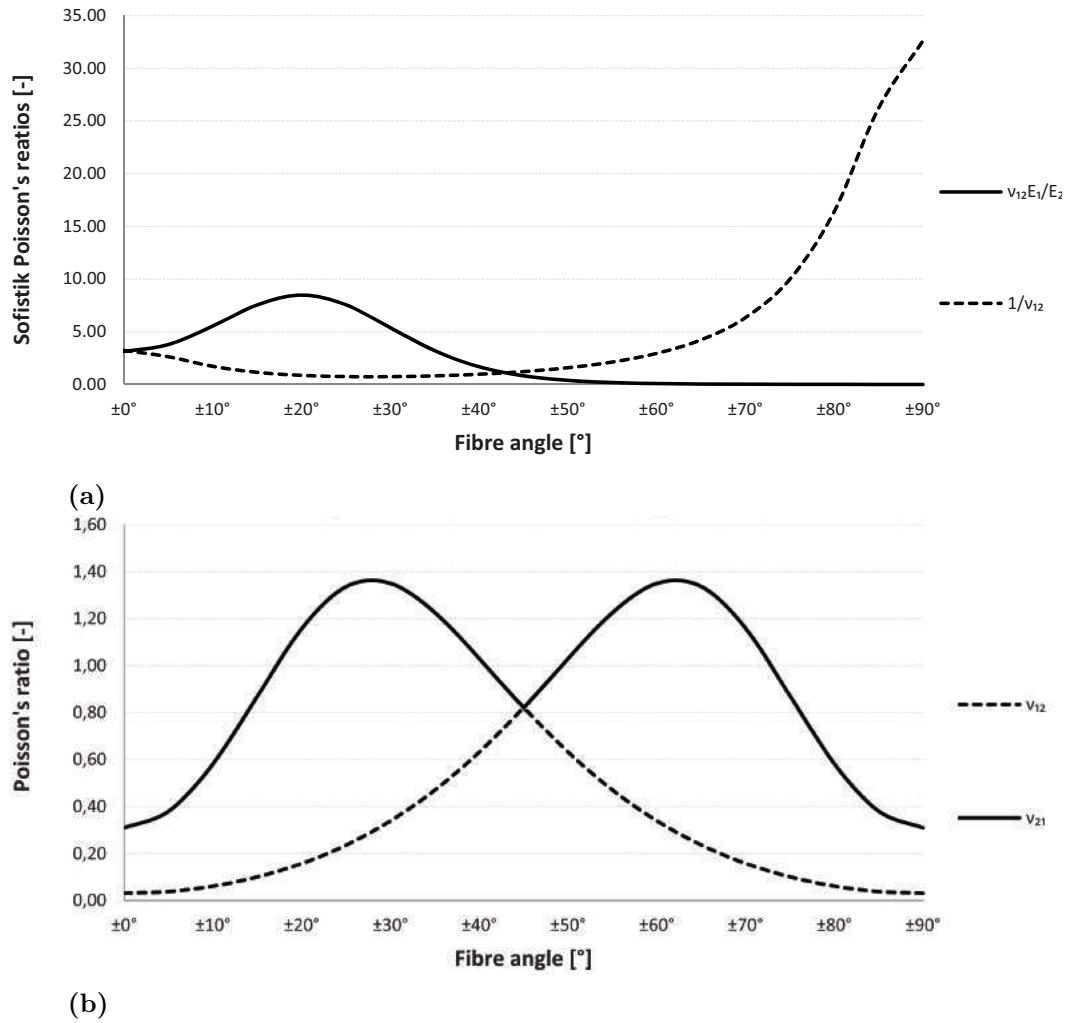 35.00
30.00
25.00
20.00
15.00
10.00
5.00
0.00
Sofistik Poisson's reatios [-]
±0° ±10° ±20° ±30° ±40° ±50° ±60° ±70° ±80° ±90°
Fibre angle [°]
ν₁₂E₁/E₂
1/ν₁₂
(a)
1,60
1,40
1,20
1,00
0,80
0,60
0,40
0,20
0,00
Poisson's ratio [-]
±0° ±10° ±20° ±30° ±40° ±50° ±60° ±70° ±80° ±90°
Fibre angle [°]
ν₁₂
ν₂₁
(b)